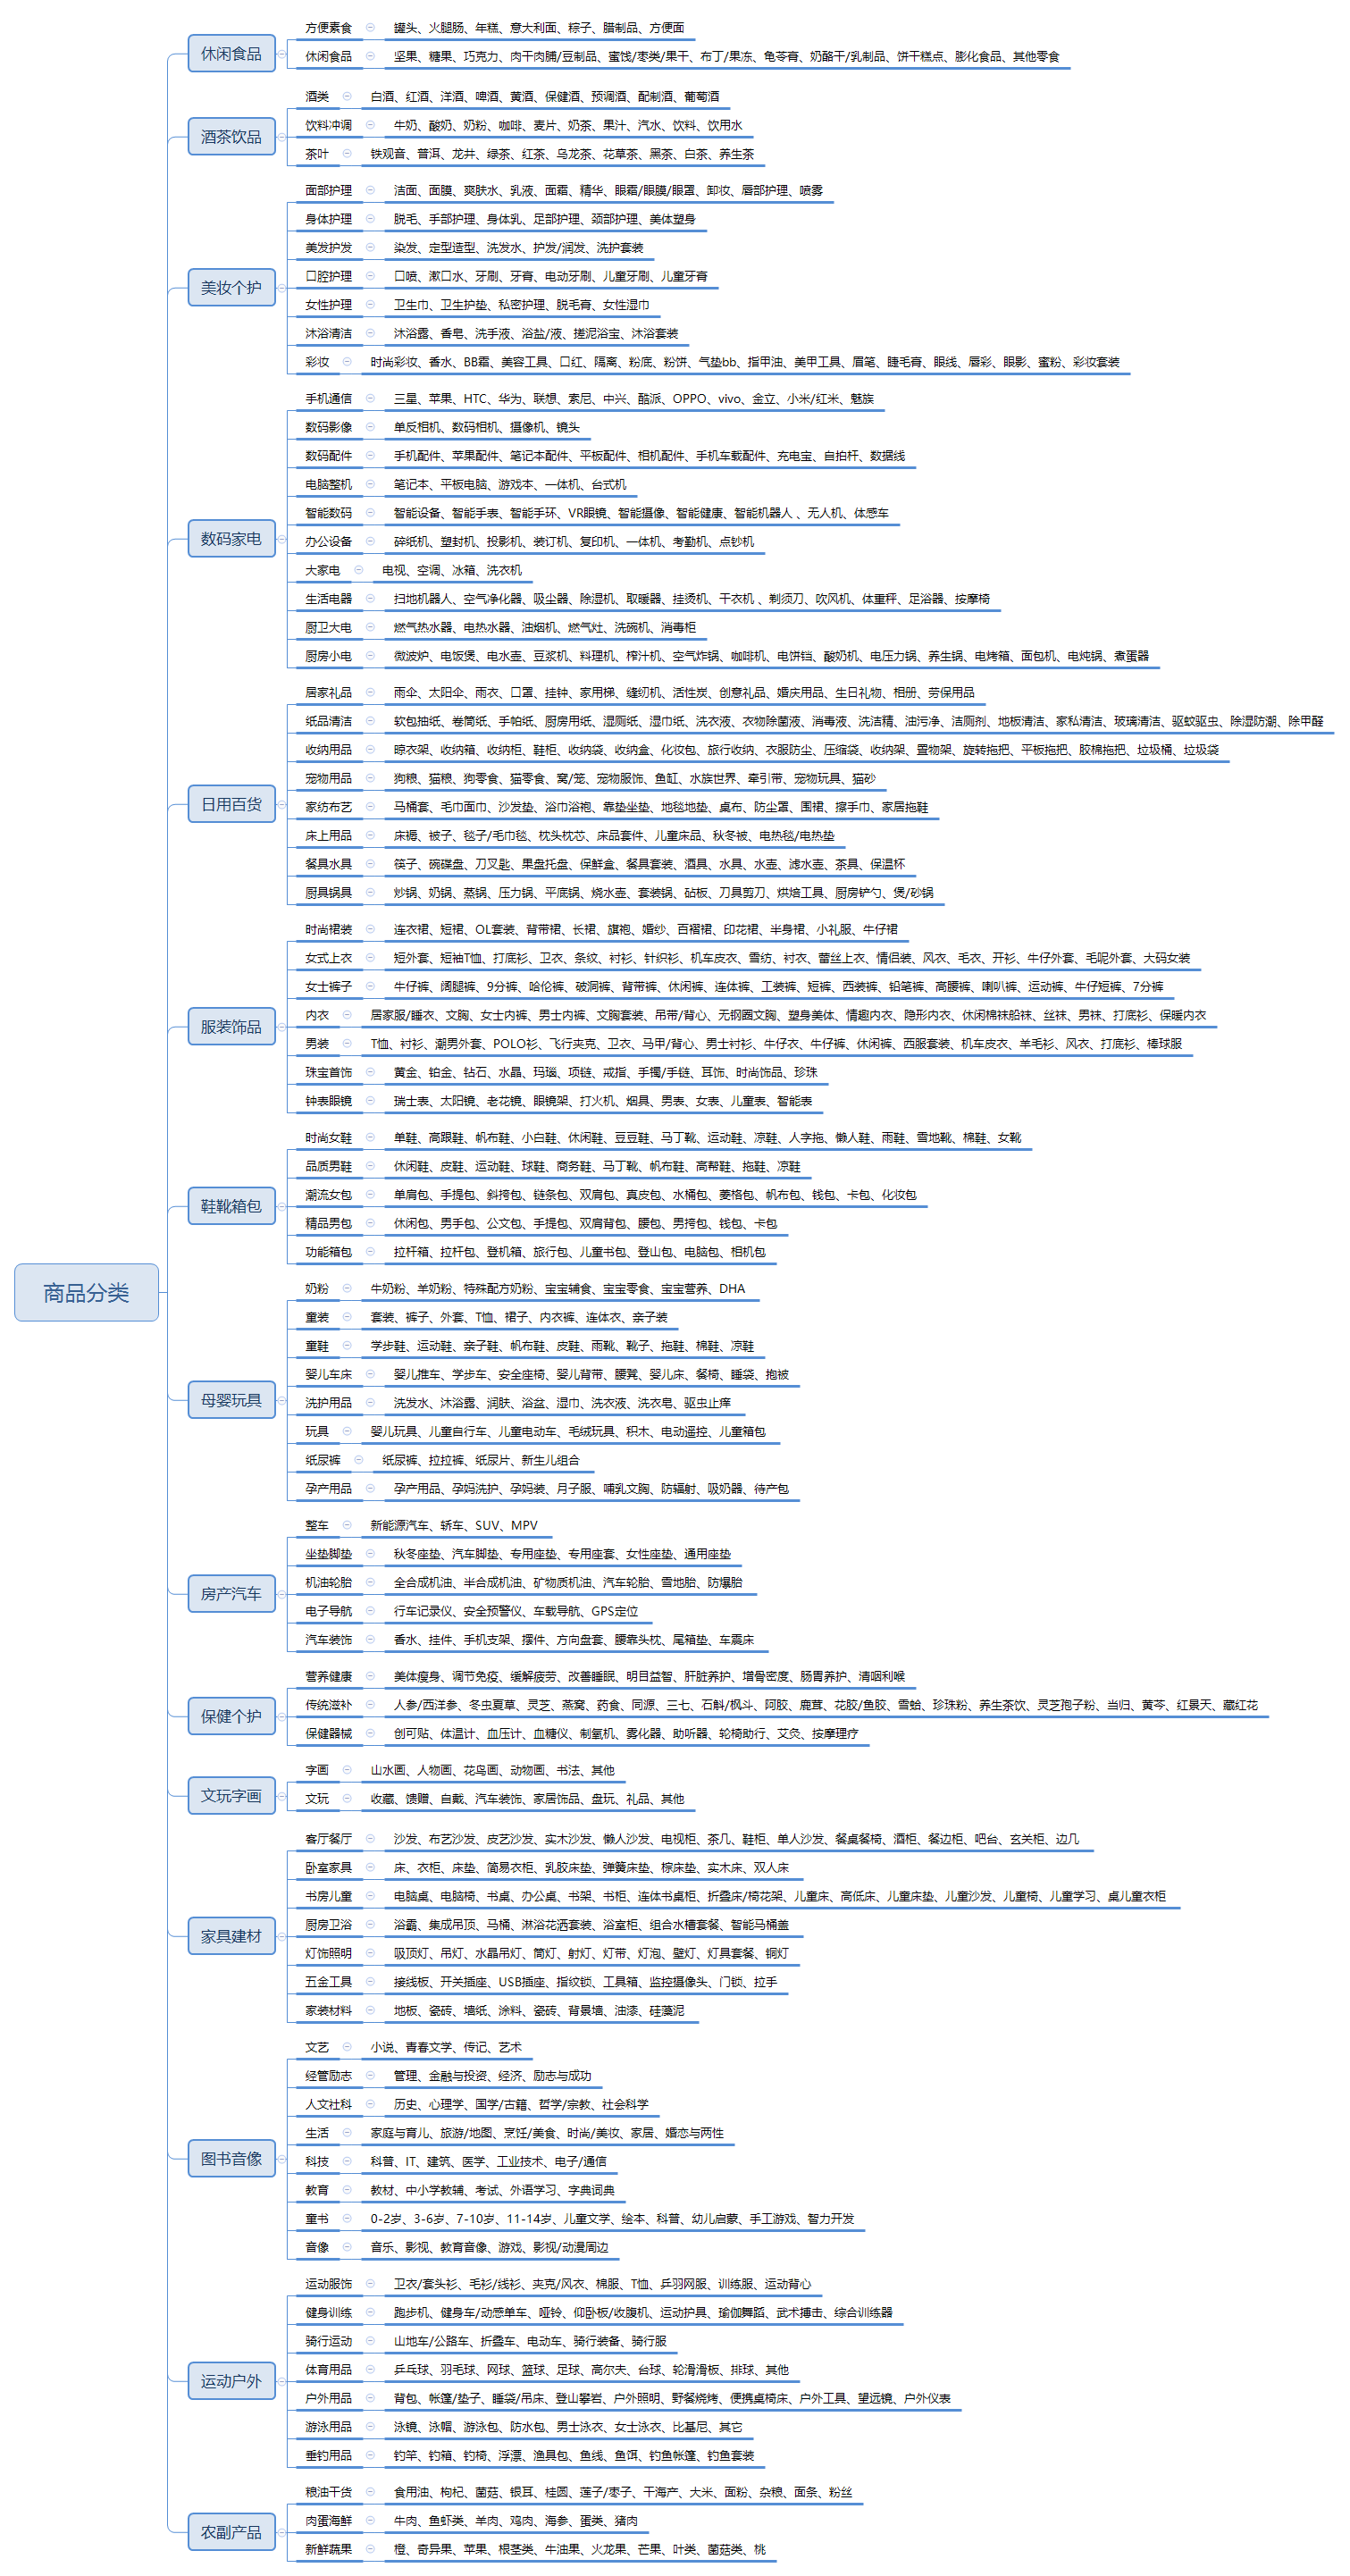 商品分类
休闲食品
方便素食 罐头、火腿肠、年糕、意大利面、粽子、腊制品、方便面
休闲食品 坚果、糖果、巧克力、肉干肉脯/豆制品、蜜饯/枣类/果干、布丁/果冻、龟苓膏、奶酪干/乳制品、饼干糕点、膨化食品、其他零食
酒茶饮品
酒类 白酒、红酒、洋酒、啤酒、黄酒、保健酒、预调酒、配制酒、葡萄酒
饮料冲调 牛奶、酸奶、奶粉、咖啡、麦片、奶茶、果汁、汽水、饮料、饮用水
茶叶 铁观音、普洱、龙井、绿茶、红茶、乌龙茶、花草茶、黑茶、白茶、养生茶
美妆个护
面部护理 洁面、面膜、爽肤水、乳液、面霜、精华、眼霜/眼膜/眼罩、卸妆、唇部护理、喷雾
身体护理 脱毛、手部护理、身体乳、足部护理、颈部护理、美体塑身
美发护发 染发、定型造型、洗发水、护发/润发、洗护套装
口腔护理 口喷、漱口水、牙刷、牙膏、电动牙刷、儿童牙刷、儿童牙膏
女性护理 卫生巾、卫生护垫、私密护理、脱毛膏、女性湿巾
沐浴清洁 沐浴露、香皂、洗手液、浴盐/液、搓泥浴宝、沐浴套装
彩妆 时尚彩妆、香水、BB霜、美容工具、口红、隔离、粉底、粉饼、气垫bb、指甲油、美甲工具、眉笔、睫毛膏、眼线、唇彩、眼影、蜜粉、彩妆套装
数码家电
手机通信 三星、苹果、HTC、华为、联想、索尼、中兴、酷派、OPPO、vivo、金立、小米/红米、魅族
数码影像 单反相机、数码相机、摄像机、镜头
数码配件 手机配件、苹果配件、笔记本配件、平板配件、相机配件、手机车载配件、充电宝、自拍杆、数据线
电脑整机 笔记本、平板电脑、游戏本、一体机、台式机
智能数码 智能设备、智能手表、智能手环、VR眼镜、智能摄像、智能健康、智能机器人 、无人机、体感车
办公设备 碎纸机、塑封机、投影机、装订机、复印机、一体机、考勤机、点钞机
大家电 电视、空调、冰箱、洗衣机
生活电器 扫地机器人、空气净化器、吸尘器、除湿机、取暖器、挂烫机、干衣机 、剃须刀、吹风机、体重秤、足浴器、按摩椅
厨卫大电 燃气热水器、电热水器、油烟机、燃气灶、洗碗机、消毒柜
厨房小电 微波炉、电饭煲、电水壶、豆浆机、料理机、榨汁机、空气炸锅、咖啡机、电饼铛、酸奶机、电压力锅、养生锅、电烤箱、面包机、电炖锅、煮蛋器
日用百货
居家礼品 雨伞、太阳伞、雨衣、口罩、挂钟、家用梯、缝纫机、活性炭、创意礼品、婚庆用品、生日礼物、相册、劳保用品
纸品清洁 软包抽纸、卷筒纸、手帕纸、厨房用纸、湿厕纸、湿巾纸、洗衣液、衣物除菌液、消毒液、洗洁精、油污净、洁厕剂、地板清洁、家私清洁、玻璃清洁、驱蚊驱虫、除湿防潮、除甲醛
收纳用品 晾衣架、收纳箱、收纳柜、鞋柜、收纳袋、收纳盒、化妆包、旅行收纳、衣服防尘、压缩袋、收纳架、置物架、旋转拖把、平板拖把、胶棉拖把、垃圾桶、垃圾袋
宠物用品 狗粮、猫粮、狗零食、猫零食、窝/笼、宠物服饰、鱼缸、水族世界、牵引带、宠物玩具、猫砂
家纺布艺 马桶套、毛巾面巾、沙发垫、浴巾浴袍、靠垫坐垫、地毯地垫、桌布、防尘罩、围裙、擦手巾、家居拖鞋
床上用品 床褥、被子、毯子/毛巾毯、枕头枕芯、床品套件、儿童床品、秋冬被、电热毯/电热垫
餐具水具 筷子、碗碟盘、刀叉匙、果盘托盘、保鲜盒、餐具套装、酒具、水具、水壶、滤水壶、茶具、保温杯
厨具锅具 炒锅、奶锅、蒸锅、压力锅、平底锅、烧水壶、套装锅、砧板、刀具剪刀、烘焙工具、厨房铲勺、煲/砂锅
服装饰品
时尚裙装 连衣裙、短裙、OL套装、背带裙、长裙、旗袍、婚纱、百褶裙、印花裙、半身裙、小礼服、牛仔裙
女式上衣 短外套、短袖T恤、打底衫、卫衣、条纹、衬衫、针织衫、机车皮衣、雪纺、衬衣、蕾丝上衣、情侣装、风衣、毛衣、开衫、牛仔外套、毛呢外套、大码女装
女士裤子 牛仔裤、阔腿裤、9分裤、哈伦裤、破洞裤、背带裤、休闲裤、连体裤、工装裤、短裤、西装裤、铅笔裤、高腰裤、喇叭裤、运动裤、牛仔短裤、7分裤
内衣 居家服/睡衣、文胸、女士内裤、男士内裤、文胸套装、吊带/背心、无钢圈文胸、塑身美体、情趣内衣、隐形内衣、休闲棉袜船袜、丝袜、男袜、打底衫、保暖内衣
男装 T恤、衬衫、潮男外套、POLO衫、飞行夹克、卫衣、马甲/背心、男士衬衫、牛仔衣、牛仔裤、休闲裤、西服套装、机车皮衣、羊毛衫、风衣、打底衫、棒球服
珠宝首饰 黄金、铂金、钻石、水晶、玛瑙、项链、戒指、手镯/手链、耳饰、时尚饰品、珍珠
钟表眼镜 瑞士表、太阳镜、老花镜、眼镜架、打火机、烟具、男表、女表、儿童表、智能表
鞋靴箱包
时尚女鞋 单鞋、高跟鞋、帆布鞋、小白鞋、休闲鞋、豆豆鞋、马丁靴、运动鞋、凉鞋、人字拖、懒人鞋、雨鞋、雪地靴、棉鞋、女靴
品质男鞋 休闲鞋、皮鞋、运动鞋、球鞋、商务鞋、马丁靴、帆布鞋、高帮鞋、拖鞋、凉鞋
潮流女包 单肩包、手提包、斜挎包、链条包、双肩包、真皮包、水桶包、菱格包、帆布包、钱包、卡包、化妆包
精品男包 休闲包、男手包、公文包、手提包、双肩背包、腰包、男挎包、钱包、卡包
功能箱包 拉杆箱、拉杆包、登机箱、旅行包、儿童书包、登山包、电脑包、相机包
母婴玩具
奶粉 牛奶粉、羊奶粉、特殊配方奶粉、宝宝辅食、宝宝零食、宝宝营养、DHA
童装 套装、裤子、外套、T恤、裙子、内衣裤、连体衣、亲子装
童鞋 学步鞋、运动鞋、亲子鞋、帆布鞋、皮鞋、雨靴、靴子、拖鞋、棉鞋、凉鞋
婴儿车床 婴儿推车、学步车、安全座椅、婴儿背带、腰凳、婴儿床、餐椅、睡袋、抱被
洗护用品 洗发水、沐浴露、润肤、浴盆、湿巾、洗衣液、洗衣皂、驱虫止痒
玩具 婴儿玩具、儿童自行车、儿童电动车、毛绒玩具、积木、电动遥控、儿童箱包
纸尿裤 纸尿裤、拉拉裤、纸尿片、新生儿组合
孕产用品 孕产用品、孕妈洗护、孕妈装、月子服、哺乳文胸、防辐射、吸奶器、待产包
房产汽车
整车 新能源汽车、轿车、SUV、MPV
坐垫脚垫 秋冬座垫、汽车脚垫、专用座垫、专用座套、女性座垫、通用座垫
机油轮胎 全合成机油、半合成机油、矿物质机油、汽车轮胎、雪地胎、防爆胎
电子导航 行车记录仪、安全预警仪、车载导航、GPS定位
汽车装饰 香水、挂件、手机支架、摆件、方向盘套、腰靠头枕、尾箱垫、车震床
保健个护
营养健康 美体瘦身、调节免疫、缓解疲劳、改善睡眠、明目益智、肝脏养护、增骨密度、肠胃养护、清咽利喉
传统滋补 人参/西洋参、冬虫夏草、灵芝、燕窝、药食、同源、三七、石斛/枫斗、阿胶、鹿茸、花胶/鱼胶、雪蛤、珍珠粉、养生茶饮、灵芝孢子粉、当归、黄芩、红景天、藏红花
保健器械 创可贴、体温计、血压计、血糖仪、制氧机、雾化器、助听器、轮椅助行、艾灸、按摩理疗
文玩字画
字画 山水画、人物画、花鸟画、动物画、书法、其他
文玩 收藏、馈赠、自戴、汽车装饰、家居饰品、盘玩、礼品、其他
家具建材
客厅餐厅 沙发、布艺沙发、皮艺沙发、实木沙发、懒人沙发、电视柜、茶几、鞋柜、单人沙发、餐桌餐椅、酒柜、餐边柜、吧台、玄关柜、边几
卧室家具 床、衣柜、床垫、简易衣柜、乳胶床垫、弹簧床垫、棕床垫、实木床、双人床
书房儿童 电脑桌、电脑椅、书桌、办公桌、书架、书柜、连体书桌柜、折叠床/椅花架、儿童床、高低床、儿童床垫、儿童沙发、儿童椅、儿童学习、桌儿童衣柜
厨房卫浴 浴霸、集成吊顶、马桶、淋浴花洒套装、浴室柜、组合水槽套餐、智能马桶盖
灯饰照明 吸顶灯、吊灯、水晶吊灯、筒灯、射灯、灯带、灯泡、壁灯、灯具套餐、铜灯
五金工具 接线板、开关插座、USB插座、指纹锁、工具箱、监控摄像头、门锁、拉手
家装材料 地板、瓷砖、墙纸、涂料、瓷砖、背景墙、油漆、硅藻泥
图书音像
文艺 小说、青春文学、传记、艺术
经管励志 管理、金融与投资、经济、励志与成功
人文社科 历史、心理学、国学/古籍、哲学/宗教、社会科学
生活 家庭与育儿、旅游/地图、烹饪/美食、时尚/美妆、家居、婚恋与两性
科技 科普、IT、建筑、医学、工业技术、电子/通信
教育 教材、中小学教辅、考试、外语学习、字典词典
童书 0-2岁、3-6岁、7-10岁、11-14岁、儿童文学、绘本、科普、幼儿启蒙、手工游戏、智力开发
音像 音乐、影视、教育音像、游戏、影视/动漫周边
运动户外
运动服饰 卫衣/套头衫、毛衫/线衫、夹克/风衣、棉服、T恤、乒羽网服、训练服、运动背心
健身训练 跑步机、健身车/动感单车、哑铃、仰卧板/收腹机、运动护具、瑜伽舞蹈、武术搏击、综合训练器
骑行运动 山地车/公路车、折叠车、电动车、骑行装备、骑行服
体育用品 乒乓球、羽毛球、网球、篮球、足球、高尔夫、台球、轮滑滑板、排球、其他
户外用品 背包、帐篷/垫子、睡袋/吊床、登山攀岩、户外照明、野餐烧烤、便携桌椅床、户外工具、望远镜、户外仪表
游泳用品 泳镜、泳帽、游泳包、防水包、男士泳衣、女士泳衣、比基尼、其它
垂钓用品 钓竿、钓箱、钓椅、浮漂、渔具包、鱼线、鱼饵、钓鱼帐篷、钓鱼套装
农副产品
粮油干货 食用油、枸杞、菌菇、银耳、桂圆、莲子/枣子、干海产、大米、面粉、杂粮、面条、粉丝
肉蛋海鲜 牛肉、鱼虾类、羊肉、鸡肉、海参、蛋类、猪肉
新鲜蔬果 橙、奇异果、苹果、根茎类、牛油果、火龙果、芒果、叶类、菌菇类、桃